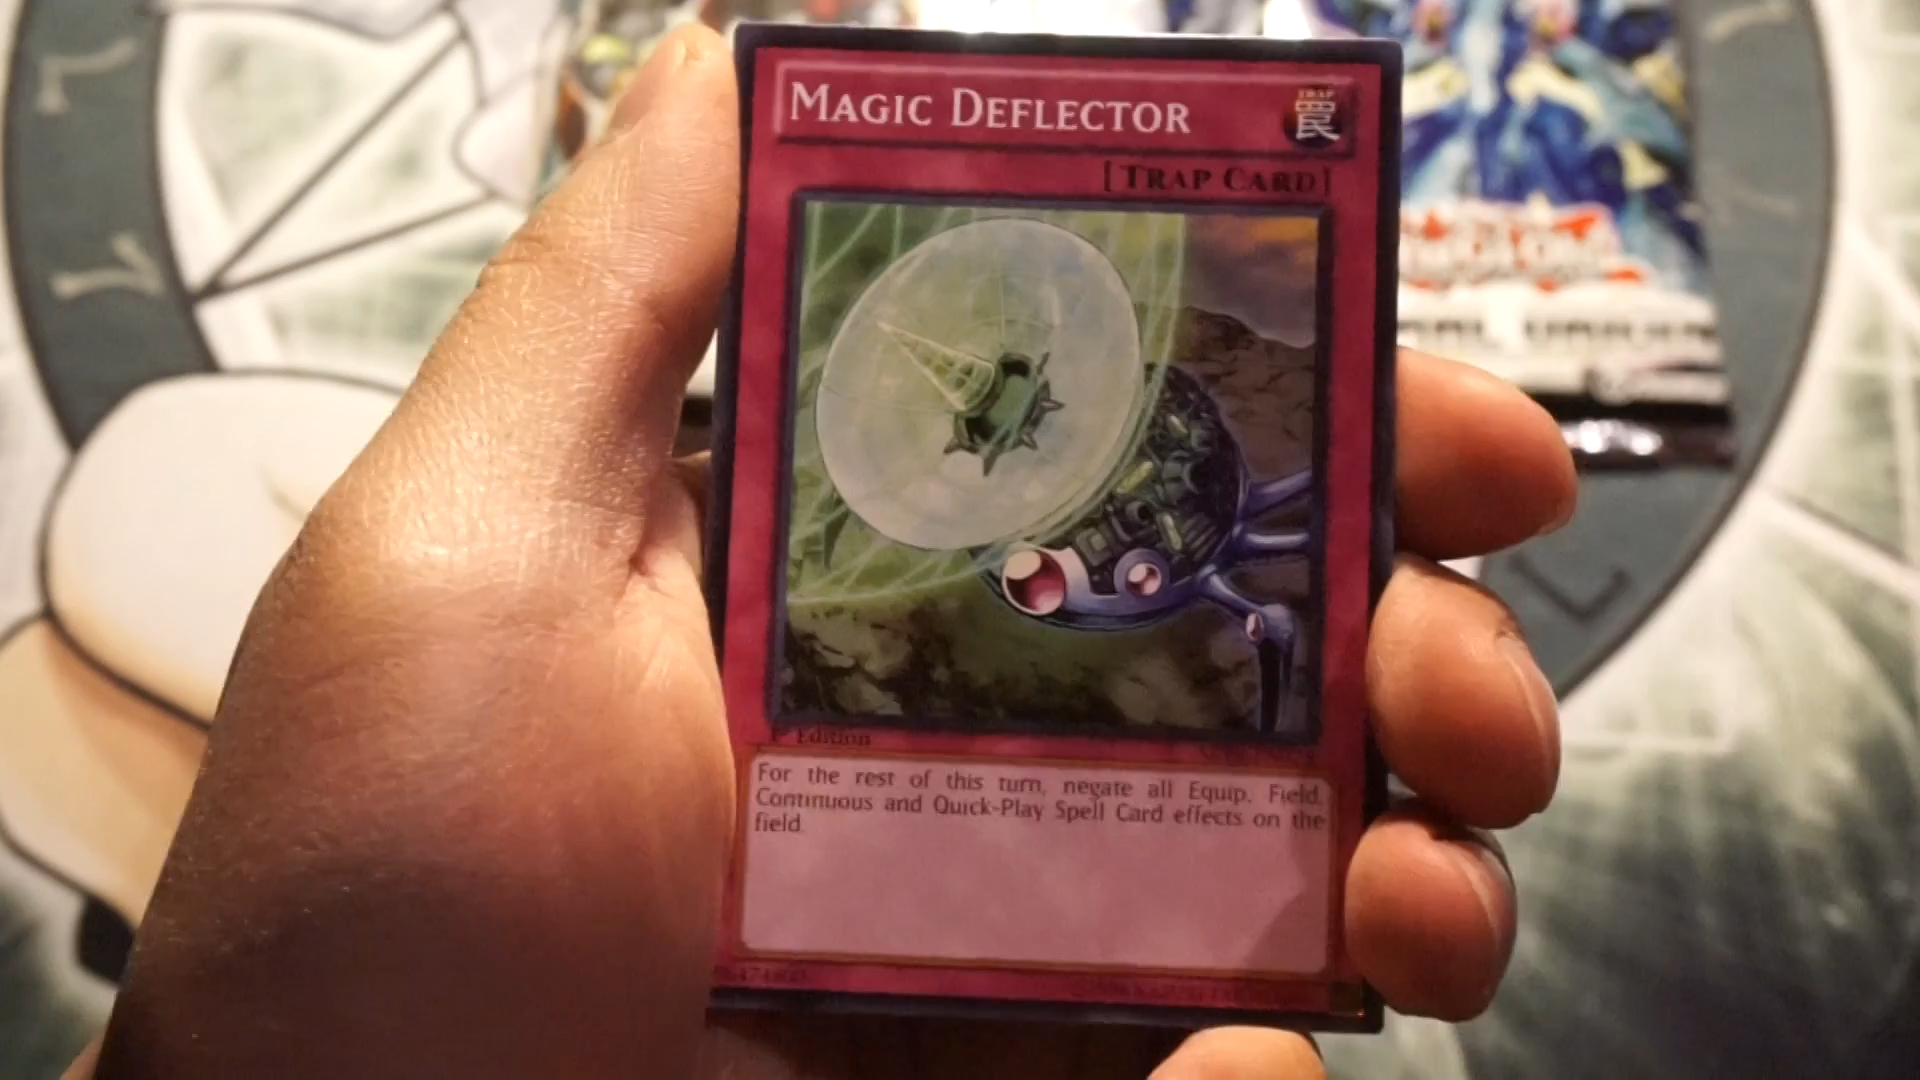 MAGIC DEFLECTOR
TRAP
罠
[TRAP CARD]
1st Edition
For the rest of this turn, negate all Equip, Field,
Continuous and Quick-Play Spell Card effects on the
field.